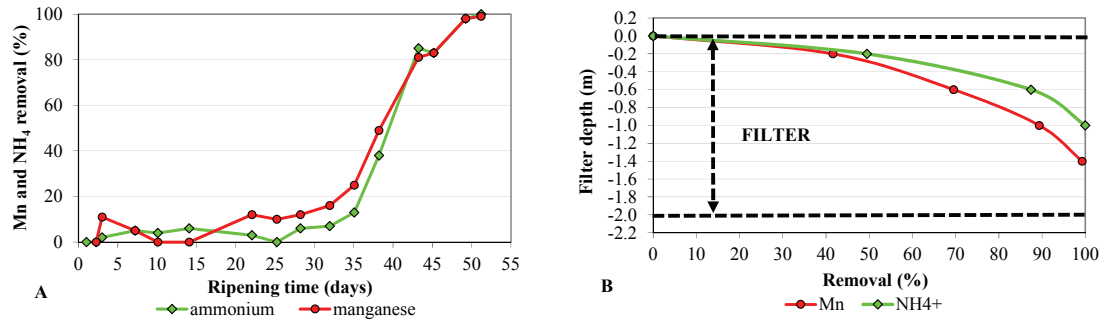 Mn and NH4 removal (%)
100
80
60
40
20
0
0 5 10 15 20 25 30 35 40 45 50 55
Ripening time (days)
A
ammonium manganese
Filter depth (m)
0.2
0.0
-0.2
-0.4
-0.6
-0.8
-1.0
-1.2
-1.4
-1.6
-1.8
-2.0
-2.2
FILTER
0 10 20 30 40 50 60 70 80 90 100
Removal (%)
B
Mn NH4+